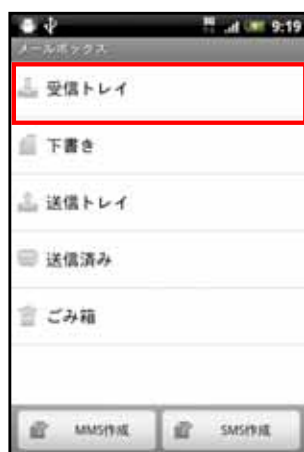 9:19
メールボックス
受信トレイ
下書き
送信トレイ
送信済み
ごみ箱
MMS作成
SMS作成